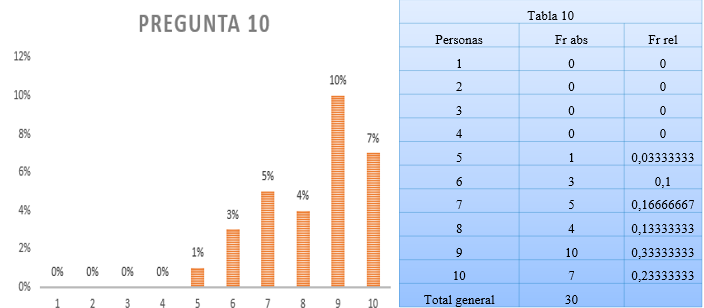 PREGUNTA 10
12%
10%
8%
6%
4%
2%
0%
0% 0% 0% 0% 1% 3% 5% 4% 10% 7%
1 2 3 4 5 6 7 8 9 10
Tabla 10
Personas Fr abs Fr rel
1 0 0
2 0 0
3 0 0
4 0 0
5 1 0,03333333
6 3 0,1
7 5 0,16666667
8 4 0,13333333
9 10 0,33333333
10 7 0,23333333
Total general 30